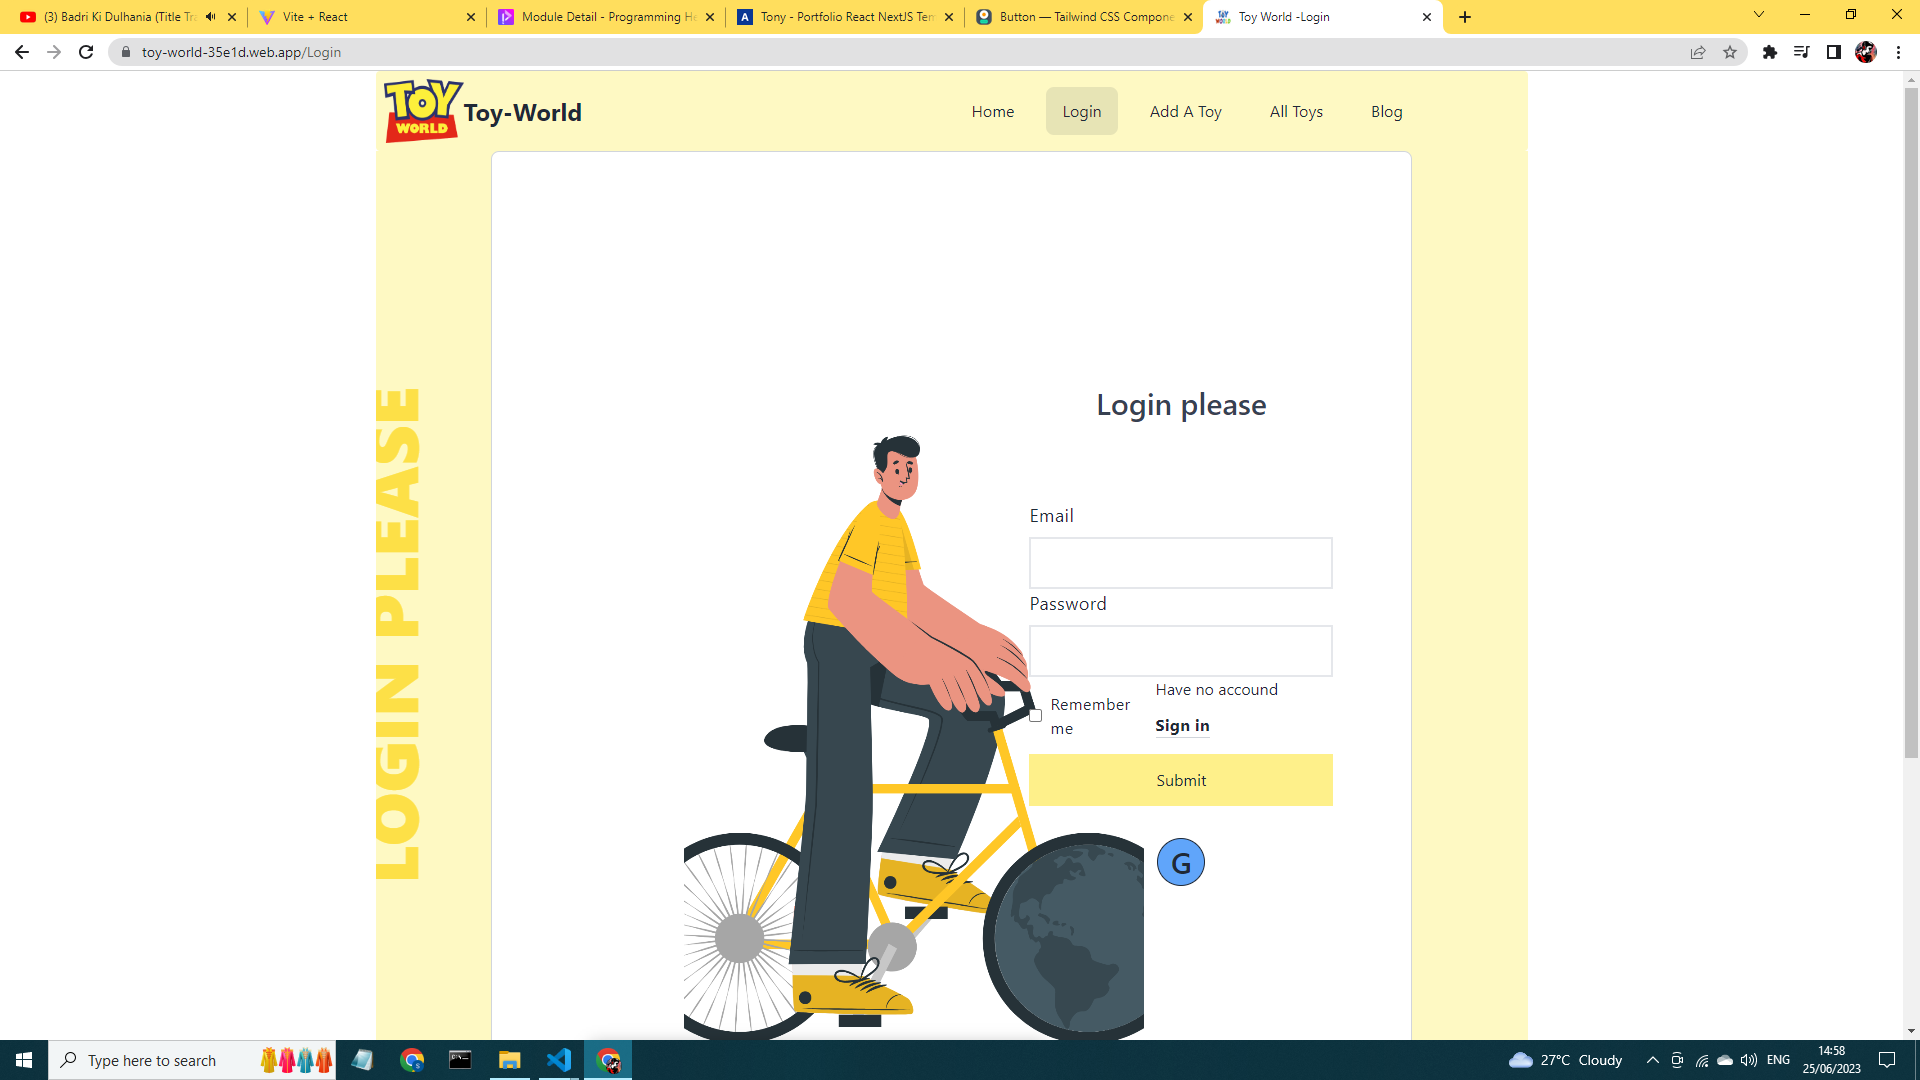 (3) Badri Ki Dulhania (Title Tra
Vite + React
Module Detail - Programming He
Tony - Portfolio React NextJS Tem
Button — Tailwind CSS Compone
Toy World -Login
toy-world-35e1d.web.app/Login
TOY
WORLD
Toy-World
Home
Login
Add A Toy
All Toys
Blog
LOGIN PLEASE
Login please
Email
Password
Remember
me
Have no accound
Sign in
Submit
G
Type here to search
27°C Cloudy
ENG
14:58
25/06/2023